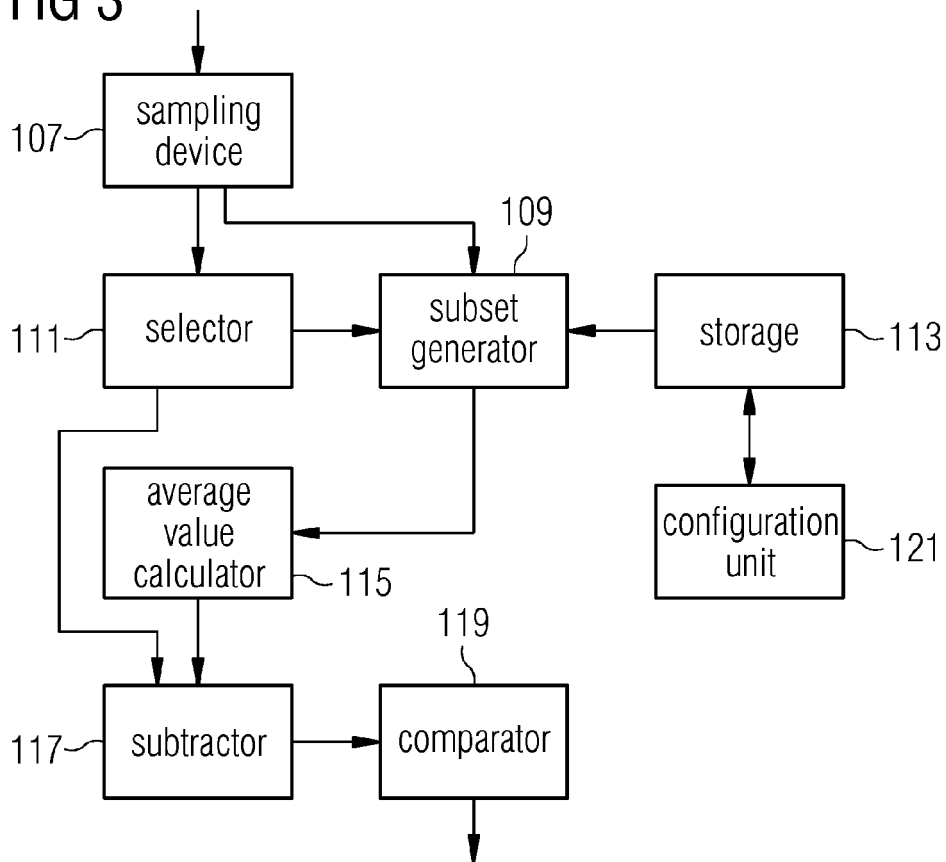 FIG 3
sampling
device
107
109
selector
111
subset
generator
storage
113
average
value
calculator
115
configuration
unit
121
119
subtractor
117
comparator